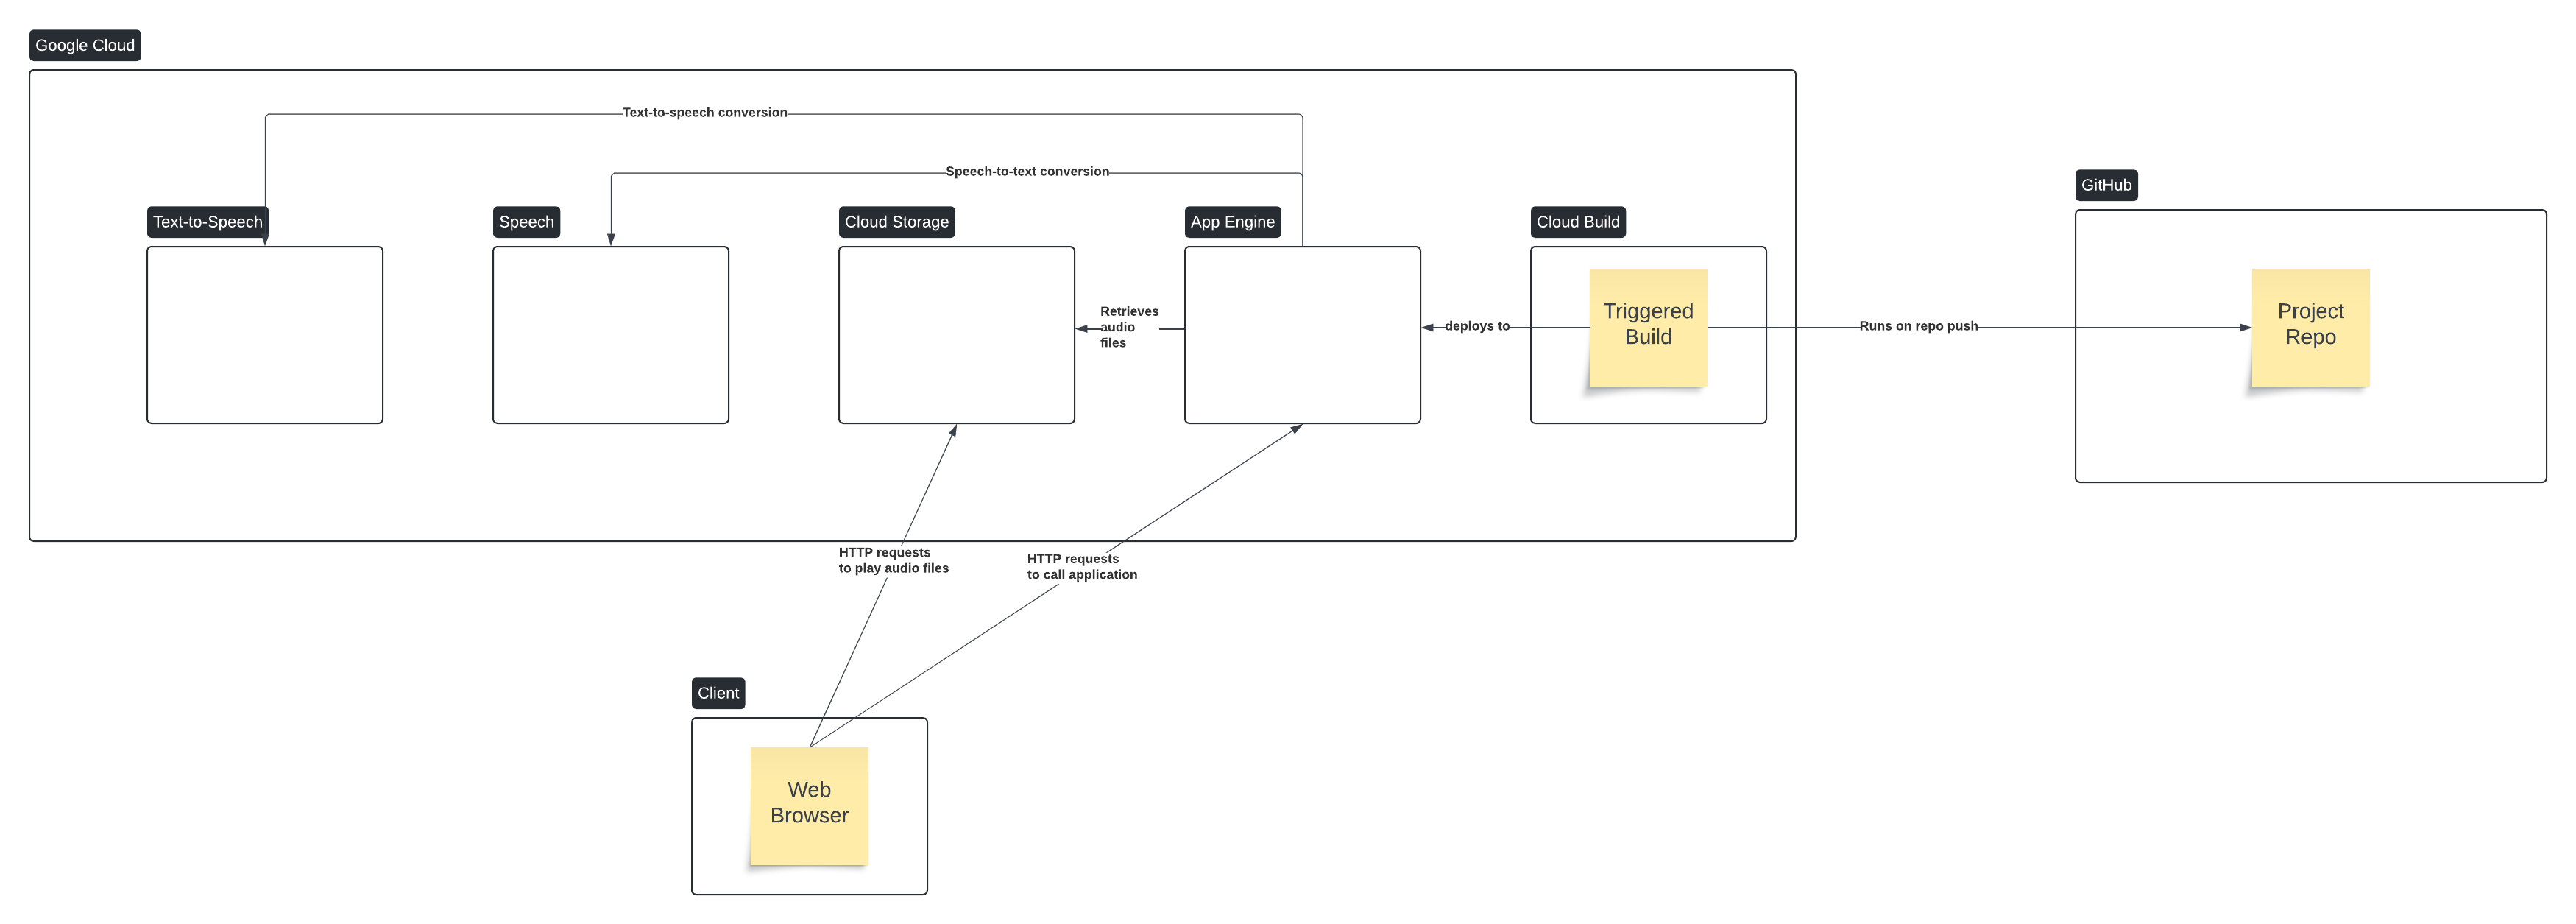 Google Cloud
Text-to-speech conversion
Speech-to-text conversion
GitHub
Text-to-Speech
Speech
Cloud Storage
App Engine
Cloud Build
Retrieves
audio
files
deploys to
Triggered
Build
Runs on repo push
Project
Repo
HTTP requests
to play audio files
HTTP requests
to call application
Client
Web
Browser